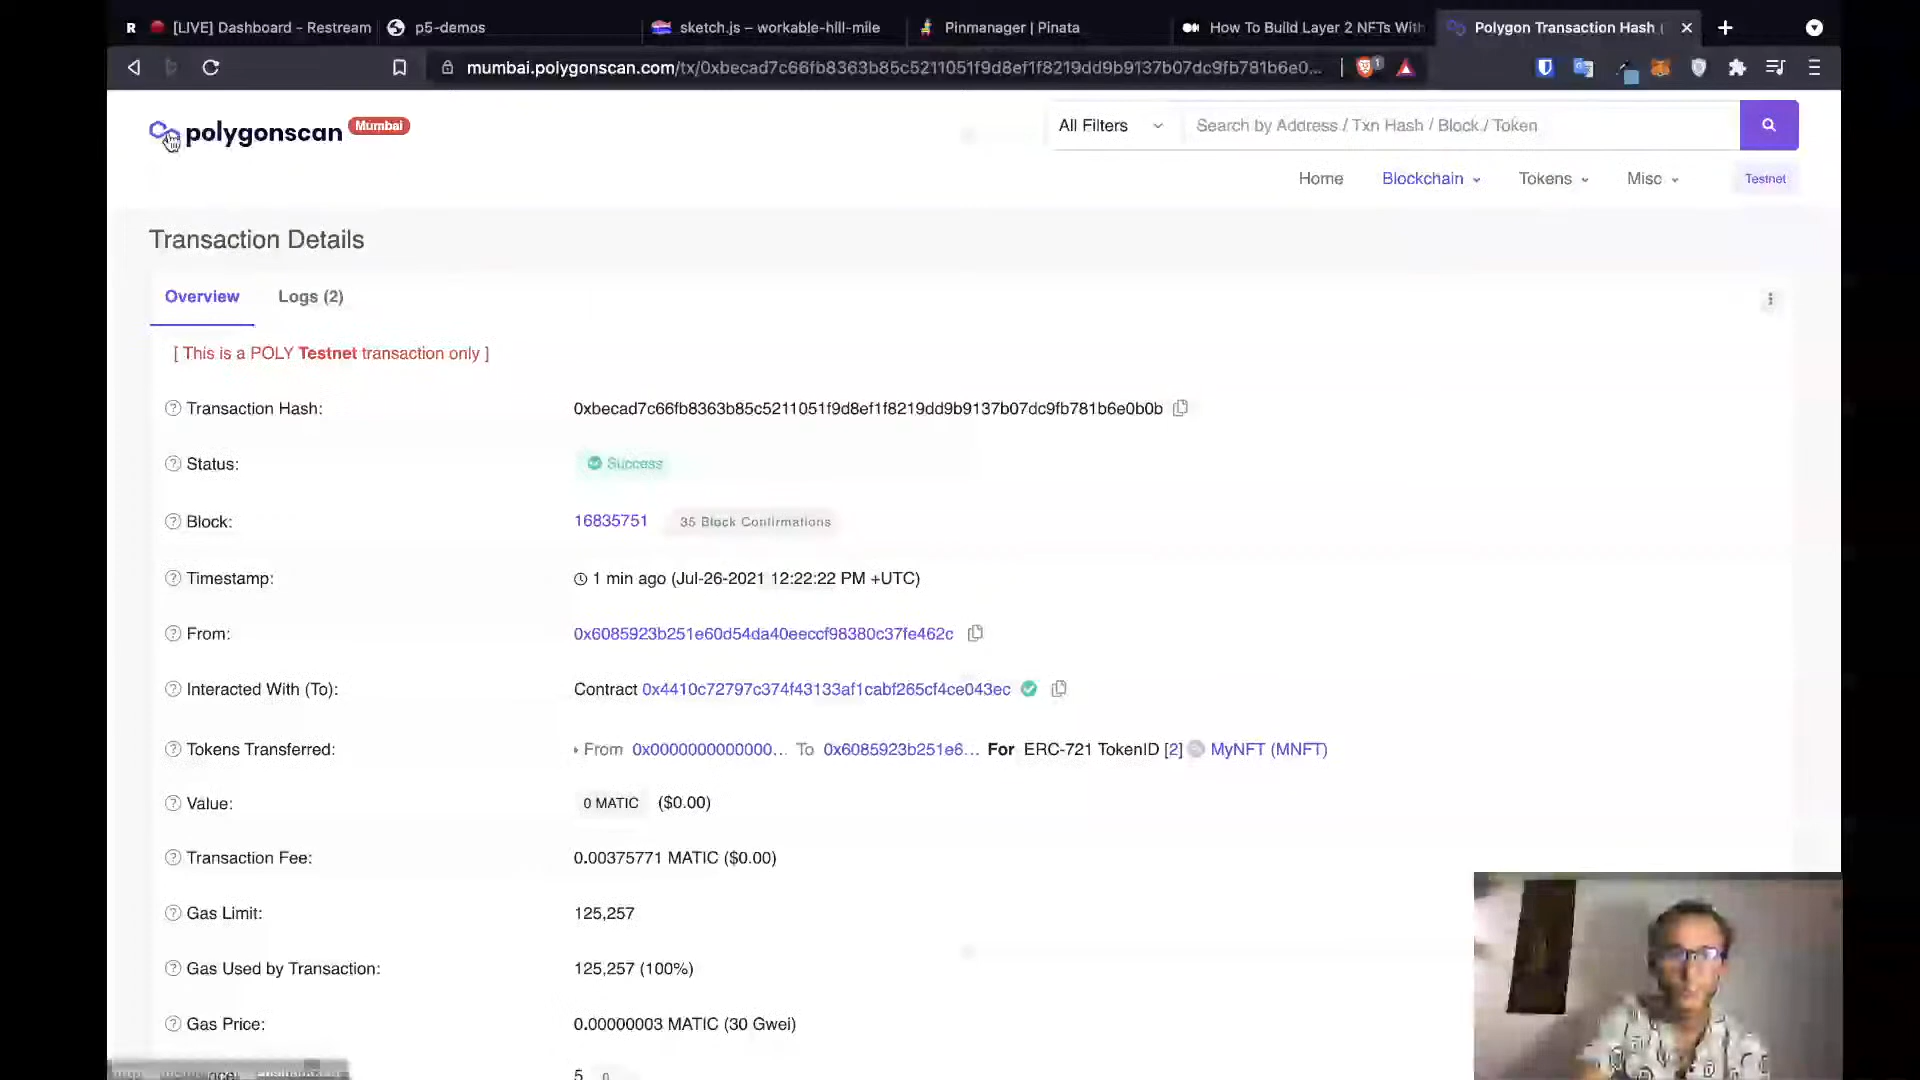 R [LIVE] Dashboard - Restream p5-demos sketch.js – workable-hill-mile Pinmanager | Pinata How To Build Layer 2 NFTs With Polygon Transaction Hash (
mumbai.polygonscan.com/tx/0xbecad7c66fb8363b85c5211051f9d8ef1f8219dd9b9137b07dc9fb781b6e0... 1
polygonscan Mumbai All Filters Search by Address / Txn Hash / Block / Token
Home Blockchain Tokens Misc Testnet
Transaction Details
Overview Logs (2)
[ This is a POLY Testnet transaction only ]
Transaction Hash: 0xbecad7c66fb8363b85c5211051f9d8ef1f8219dd9b9137b07dc9fb781b6e0b0b
Status: Success
Block: 16835751 35 Block Confirmations
Timestamp: 1 min ago (Jul-26-2021 12:22:22 PM +UTC)
From: 0x6085923b251e60d54da40eeccf98380c37fe462c
Interacted With (To): Contract 0x4410c72797c374f43133af1cabf265cf4ce043ec
Tokens Transferred: From 0x0000000000000... To 0x6085923b251e6... For ERC-721 TokenID [2] MyNFT (MNFT)
Value: 0 MATIC ($0.00)
Transaction Fee: 0.00375771 MATIC ($0.00)
Gas Limit: 125,257
Gas Used by Transaction: 125,257 (100%)
Gas Price: 0.00000003 MATIC (30 Gwei)
5 0